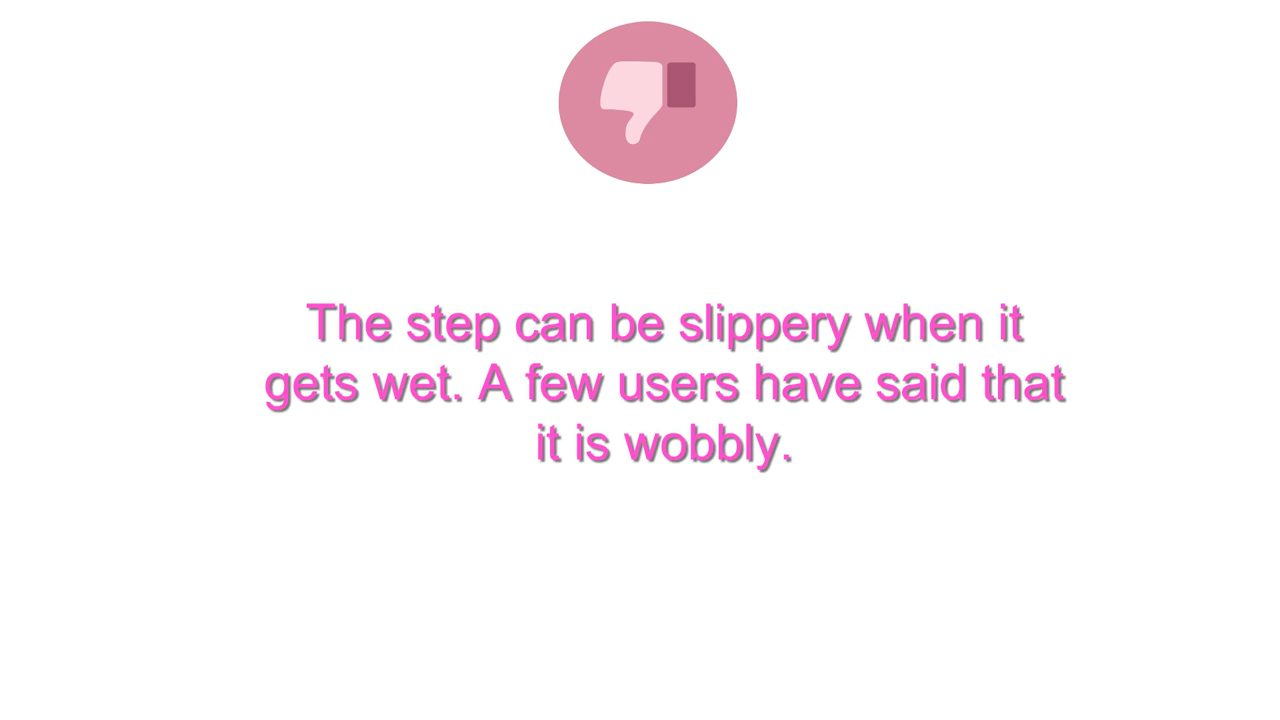 The step can be slippery when it
gets wet. A few users have said that
it is wobbly.